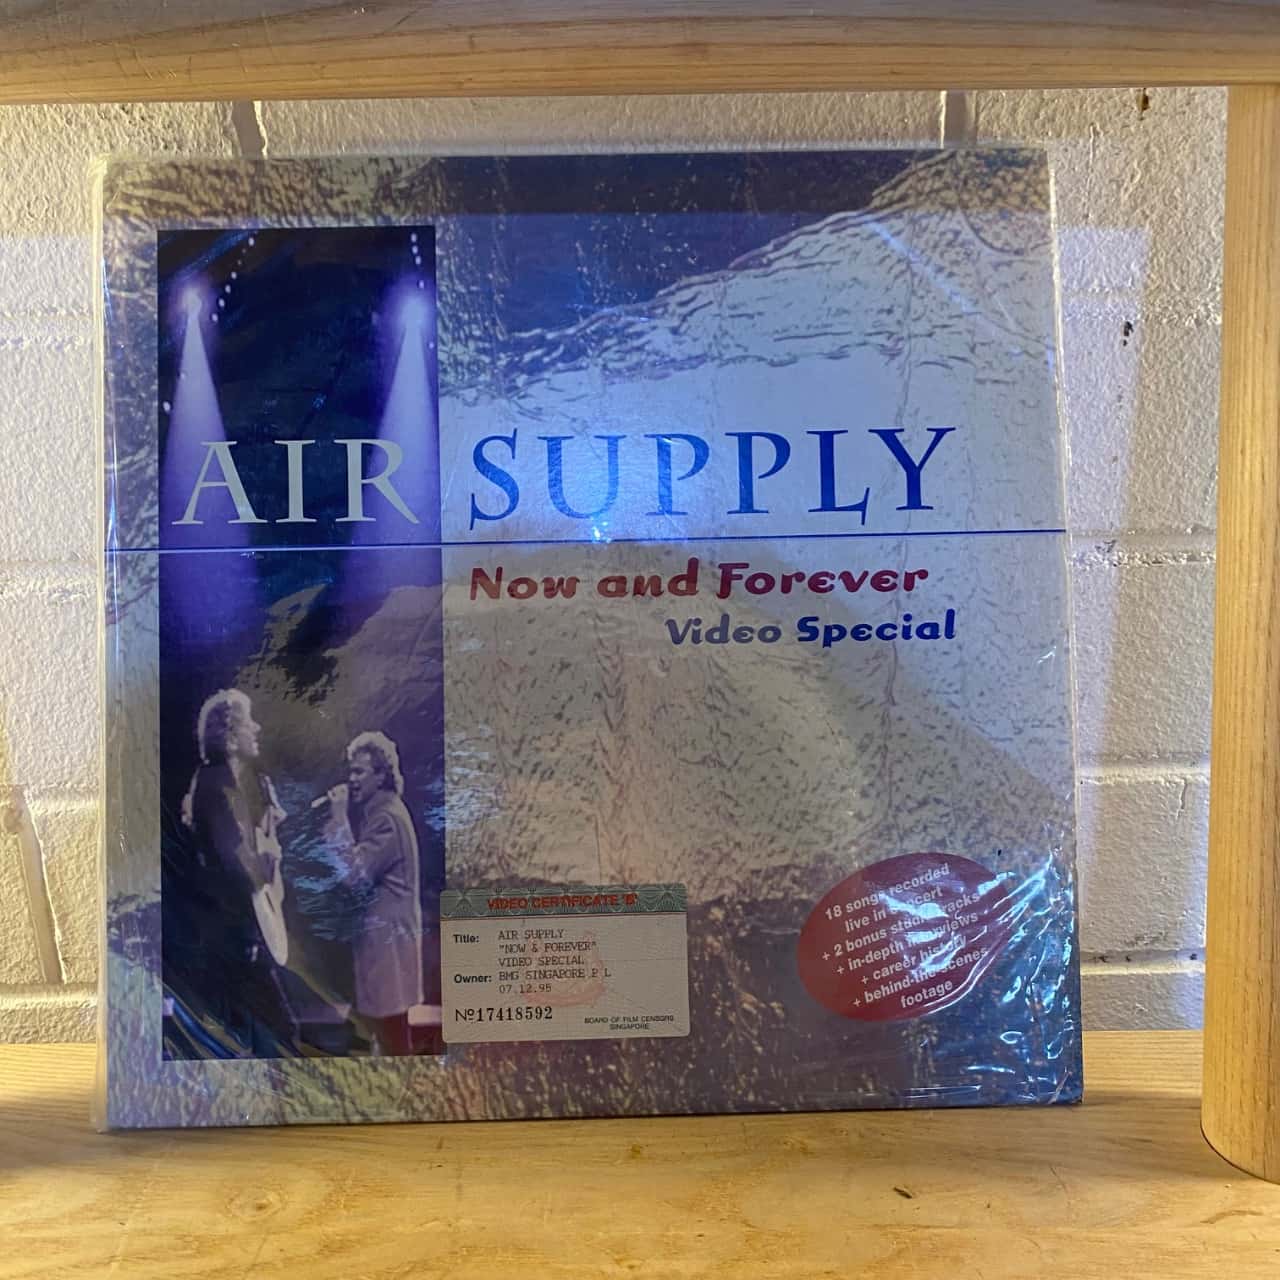 AIR SUPPLY
Now and Forever
Video Special
18 songs recorded
live in concert
+ 2 bonus studio tracks
+ in-depth interviews
+ career history
+ behind-the-scenes
footage
VIDEO CERTIFICATE 'B'
Title: AIR SUPPLY
"NOW & FOREVER"
VIDEO SPECIAL
Owner: BMG SINGAPORE P L
07.12.95
Nº17418592
BOARD OF FILM CENSORS
SINGAPORE